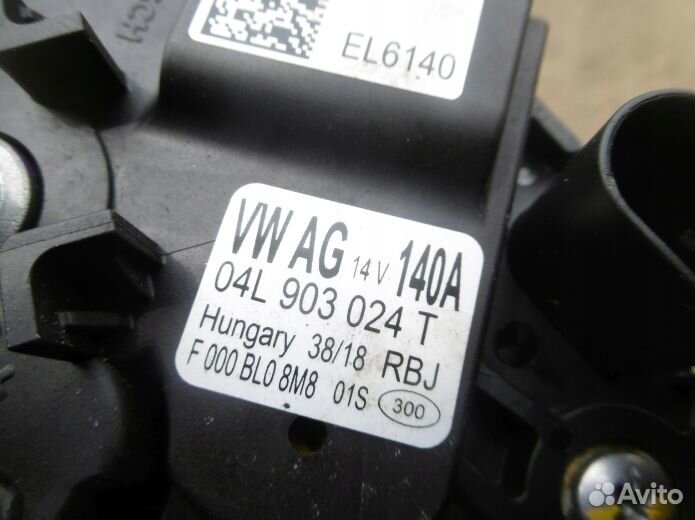 EL6140
VW AG 14 V 140A
04L 903 024 T
Hungary 38/18 RBJ
F 000 BL0 8M8 01S 300
Avito